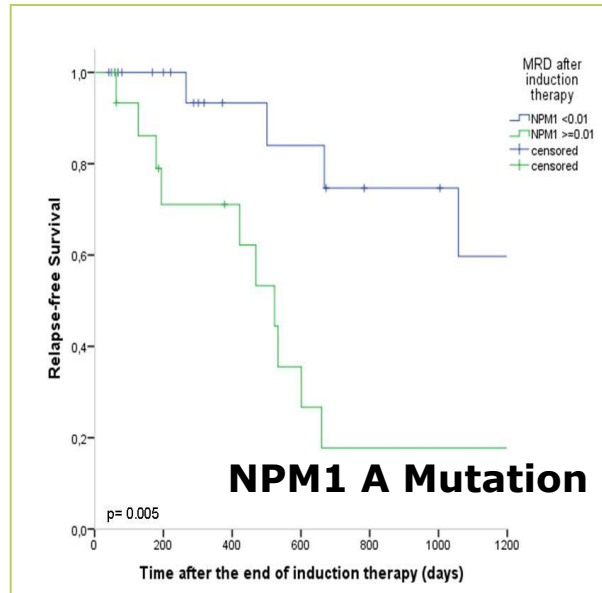 MRD after
induction
therapy
NPM1 <0.01
NPM1 >=0.01
censored
censored
1,0
0,8
0,6
0,4
0,2
0,0
Relapse-free Survival
NPM1 A Mutation
p= 0.005
0 200 400 600 800 1000 1200
Time after the end of induction therapy (days)